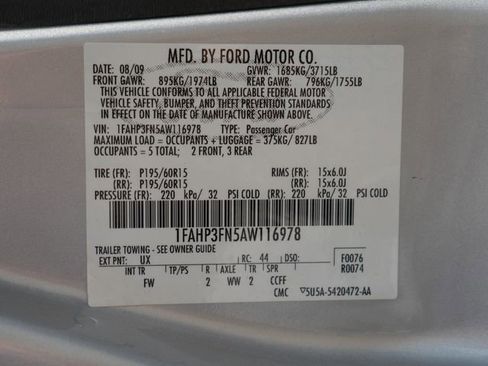 MFD. BY FORD MOTOR CO.
DATE: 08/09 GVWR: 1685KG/3715LB
FRONT GAWR: 895KG/1974LB REAR GAWR: 796KG/1755LB
THIS VEHICLE CONFORMS TO ALL APPLICABLE FEDERAL MOTOR
VEHICLE SAFETY, BUMPER, AND THEFT PREVENTION STANDARDS
IN EFFECT ON THE DATE OF MANUFACTURE SHOWN ABOVE.
VIN: 1FAHP3FN5AW116978 TYPE: Passenger Car
MAXIMUM LOAD = OCCUPANTS + LUGGAGE = 375KG/ 827LB
OCCUPANTS = 5 TOTAL; 2 FRONT, 3 REAR
TIRE (FR): P195/60R15 RIMS (FR): 15x6.0J
(RR): P195/60R15 (RR): 15x6.0J
PRESSURE (FR): 220 kPa/ 32 PSI COLD (RR): 220 kPa/ 32 PSI COLD
1FAHP3FN5AW116978
TRAILER TOWING - SEE OWNER GUIDE
EXT PNT: UX RC: 44 DSO: F0076
INT TR TP/PS R AXLE TR SPR R0074
FW 2 WW 2 CCFF
CMC ▽5U5A-5420472-AA